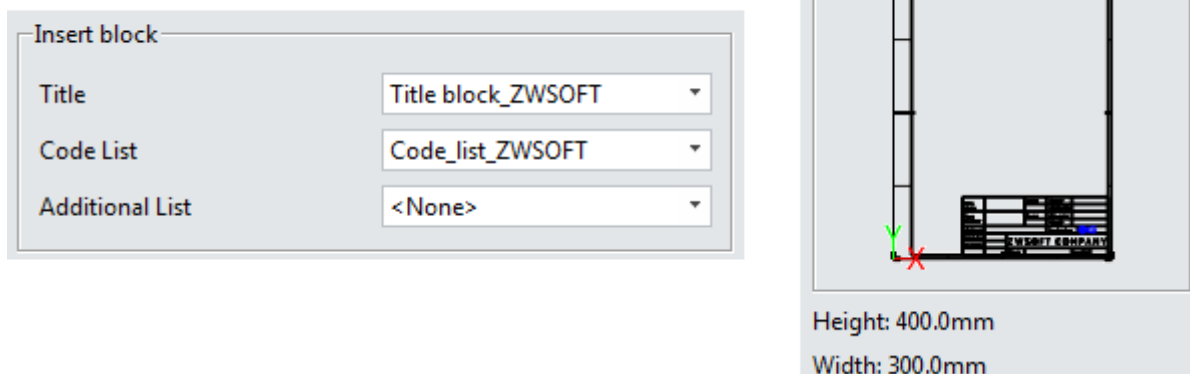 Insert block
Title
Title block_ZWSOFT
Code List
Code_list_ZWSOFT
Additional List
<None>
Y
X
ZWSOFT COMPANY
Height: 400.0mm
Width: 300.0mm